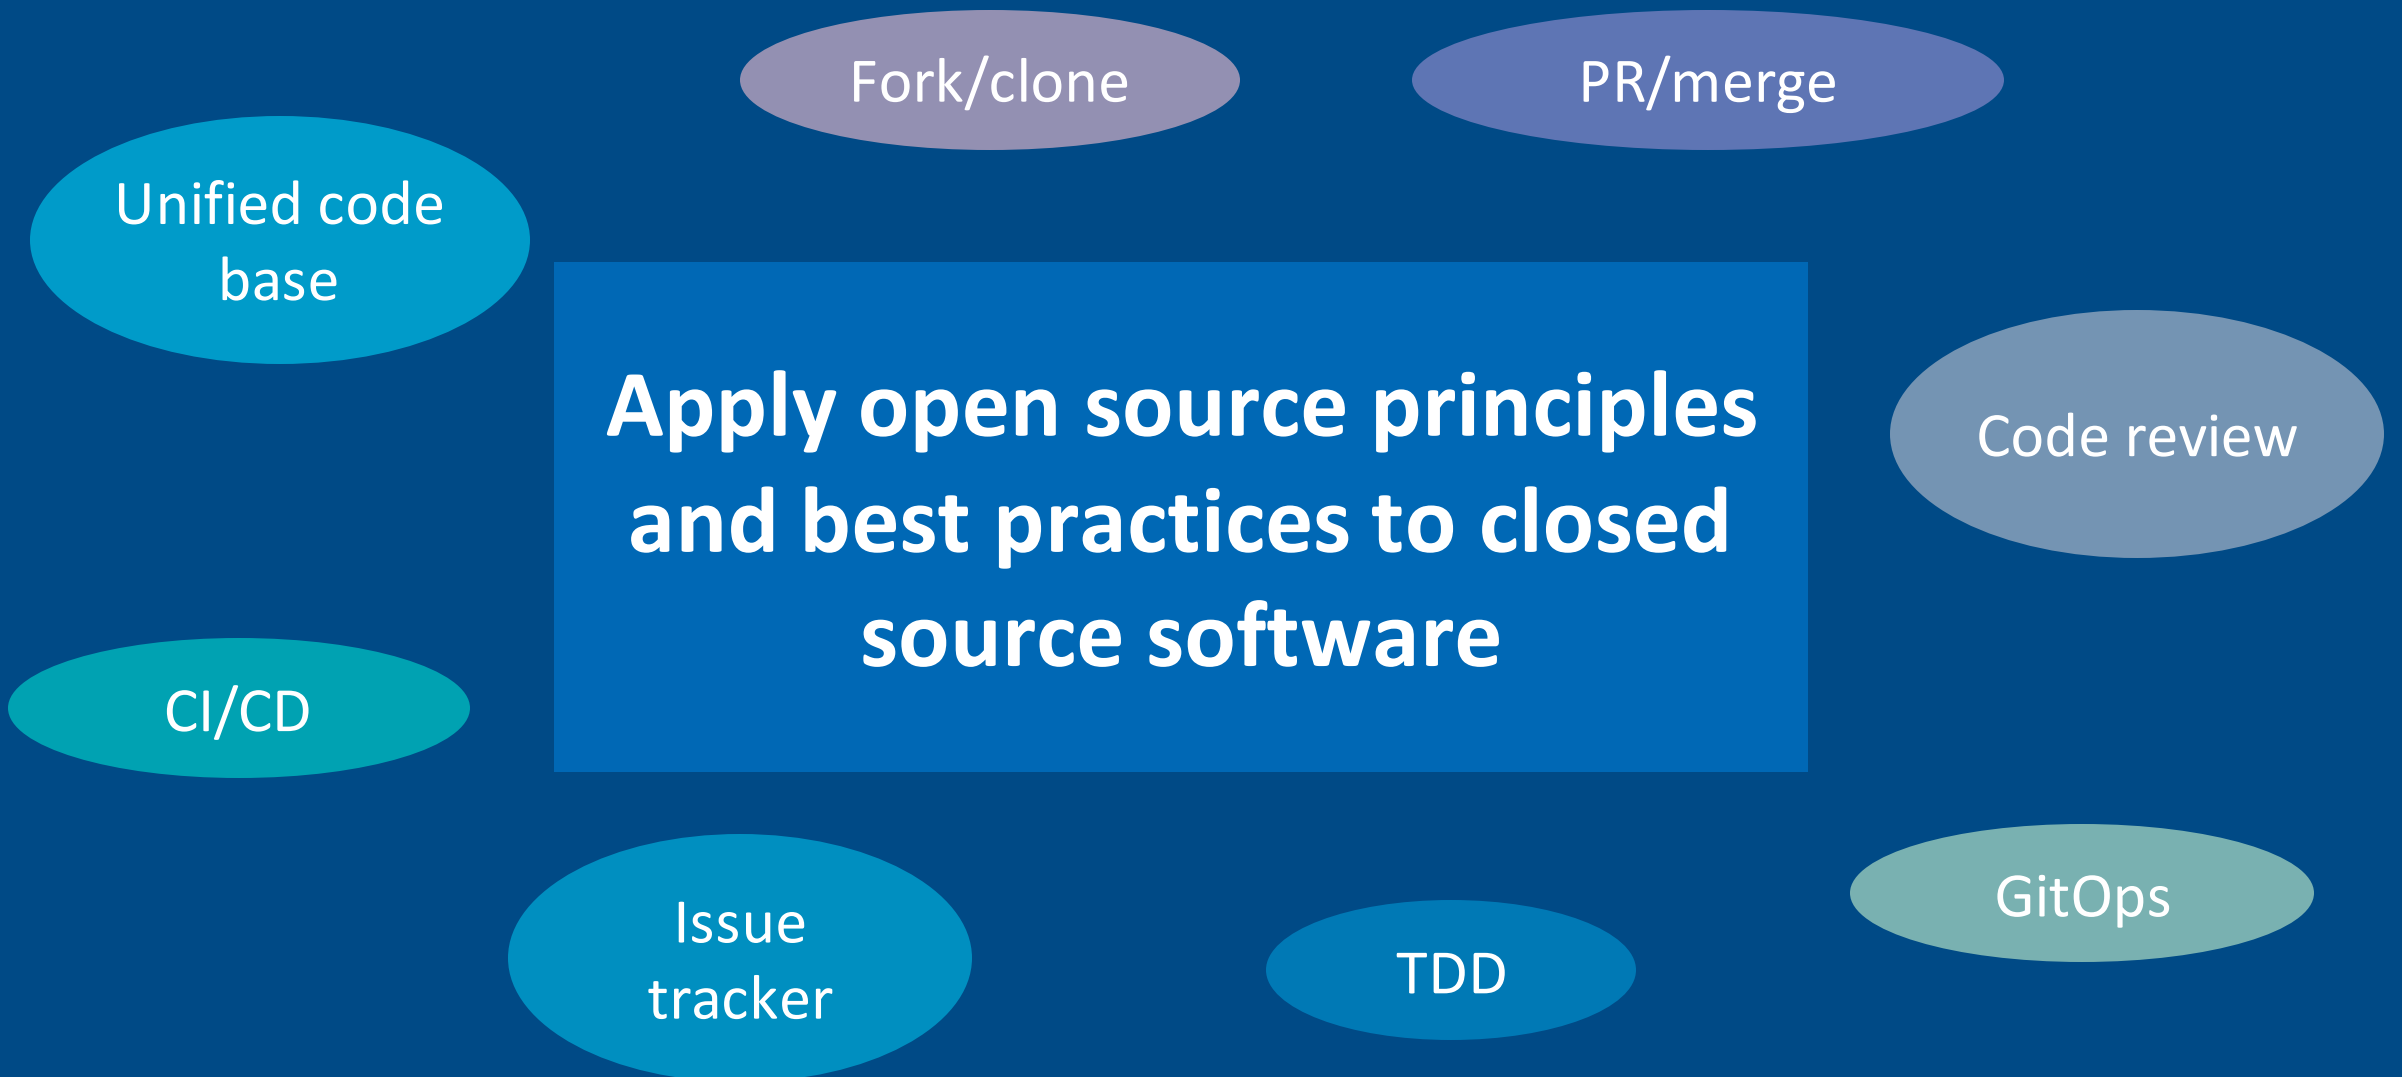 Fork/clone
PR/merge
Unified code
base
Apply open source principles
and best practices to closed
source software
Code review
CI/CD
Issue
tracker
TDD
GitOps